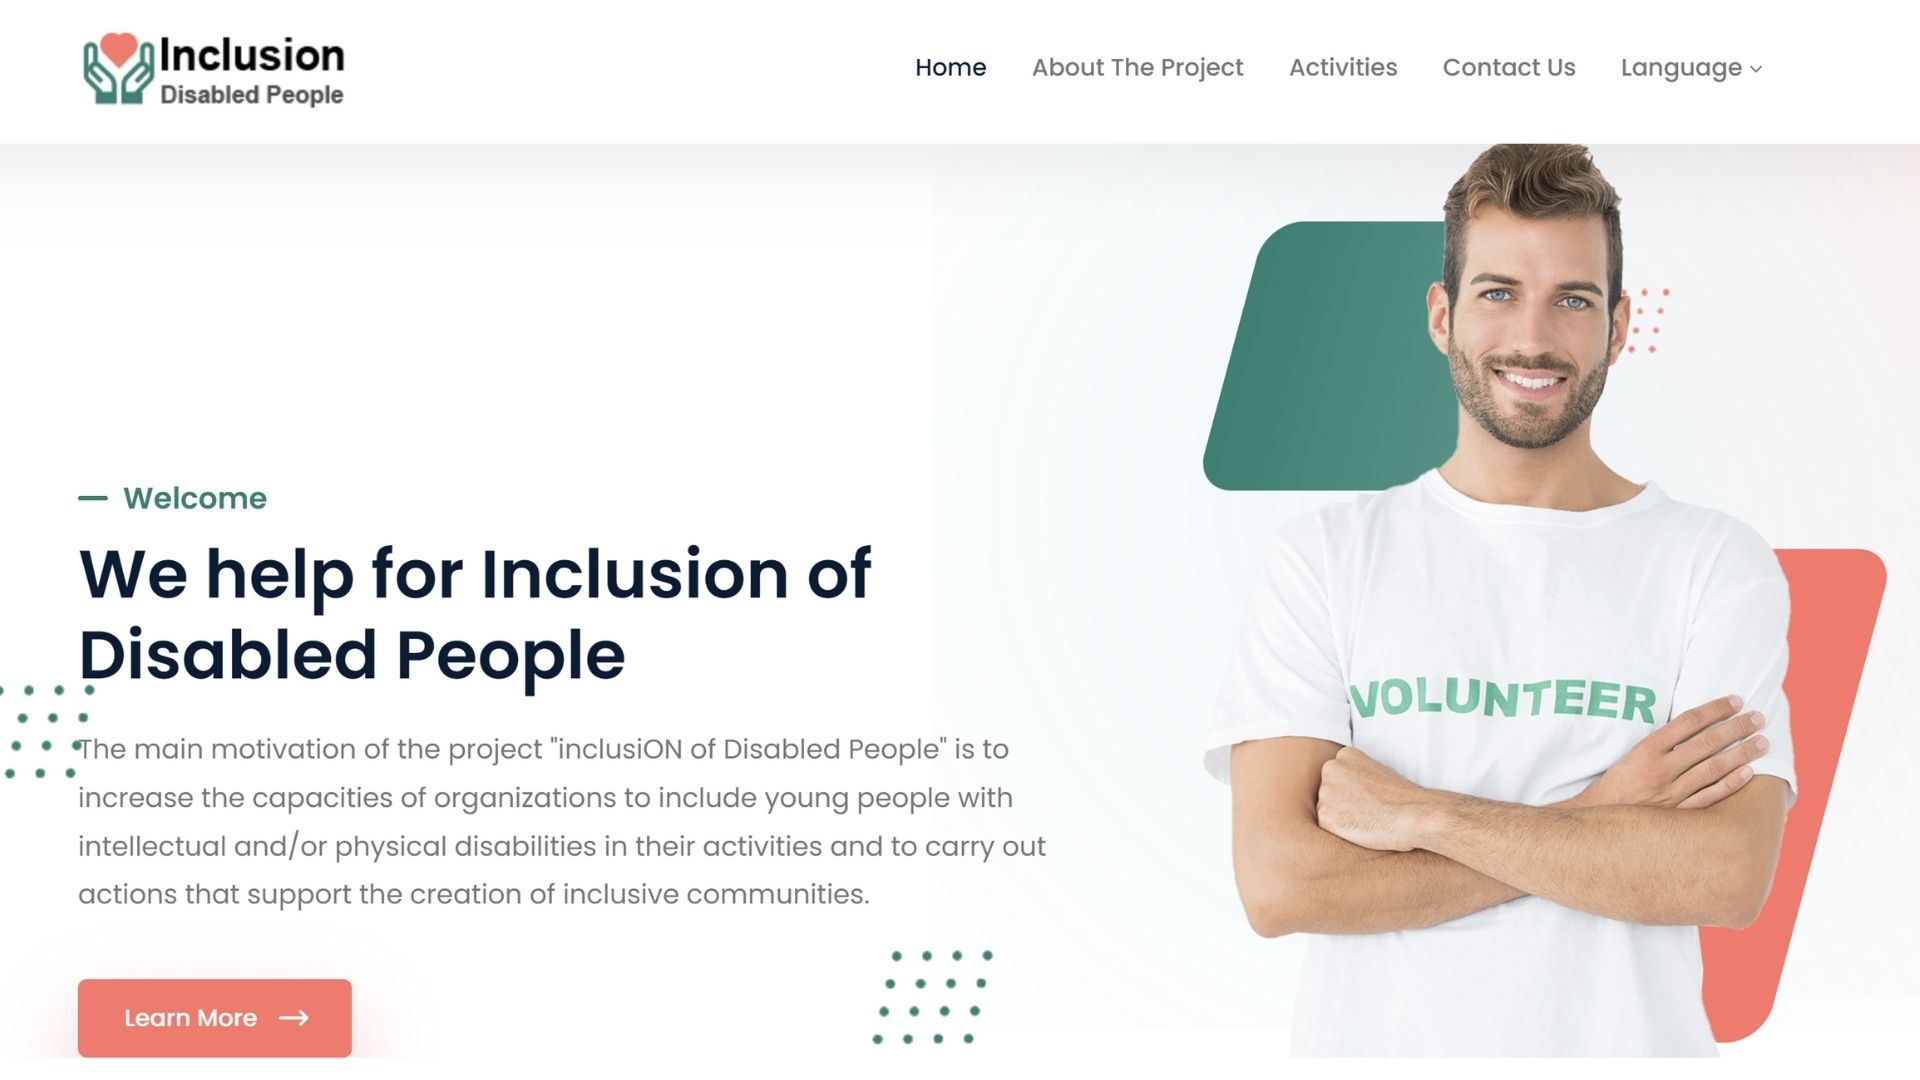 Inclusion
Disabled People
Home
About The Project
Activities
Contact Us
Language
Welcome
We help for Inclusion of
Disabled People
The main motivation of the project "inclusiON of Disabled People" is to
increase the capacities of organizations to include young people with
intellectual and/or physical disabilities in their activities and to carry out
actions that support the creation of inclusive communities.
Learn More
VOLUNTEER